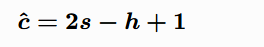 ĉ = 2s − h + 1